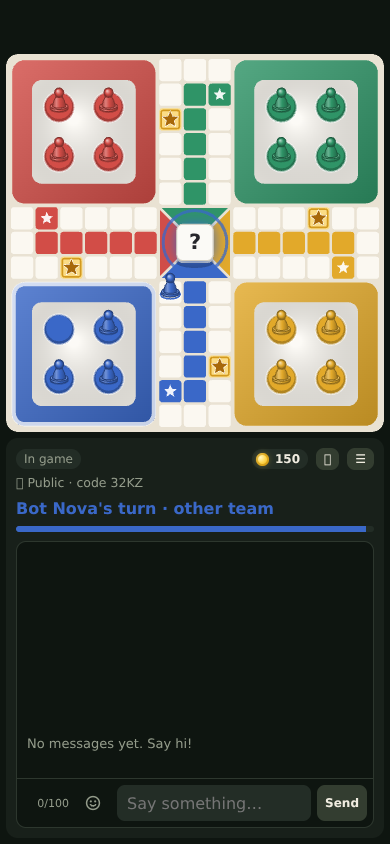 ?
In game
150
Public · code 32KZ
Bot Nova's turn · other team
No messages yet. Say hi!
0/100
Say something...
Send